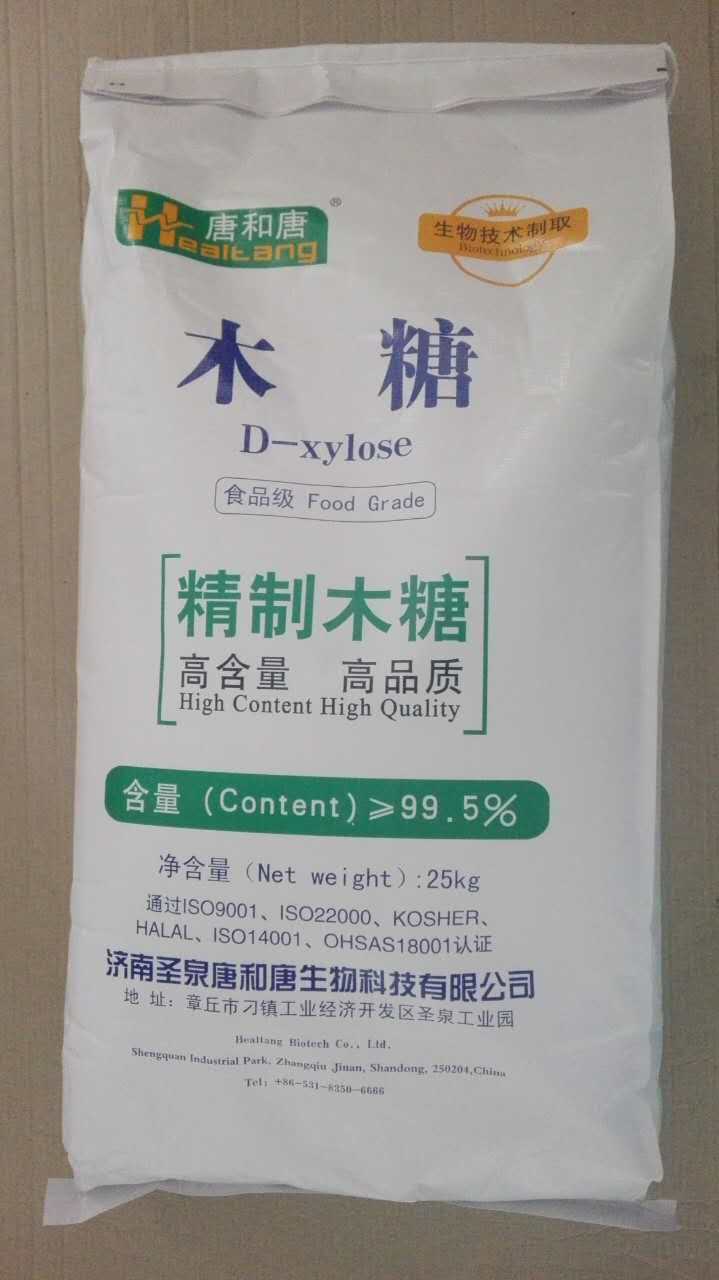 唐和唐
Healtang
®
生物技术制取
Biotechnology
木糖
D-xylose
食品级 Food Grade
精制木糖
高含量 高品质
High Content High Quality
含量 (Content) ≥99.5%
净含量（Net weight）:25kg
通过ISO9001、ISO22000、KOSHER、
HALAL、ISO14001、OHSAS18001认证
济南圣泉唐和唐生物科技有限公司
地 址：章丘市刁镇工业经济开发区圣泉工业园
Healtang Biotech Co., Ltd.
Shengquan Industrial Park, Zhangqiu Jinan, Shandong, 250204,China
Tel: +86-531-8350-6666